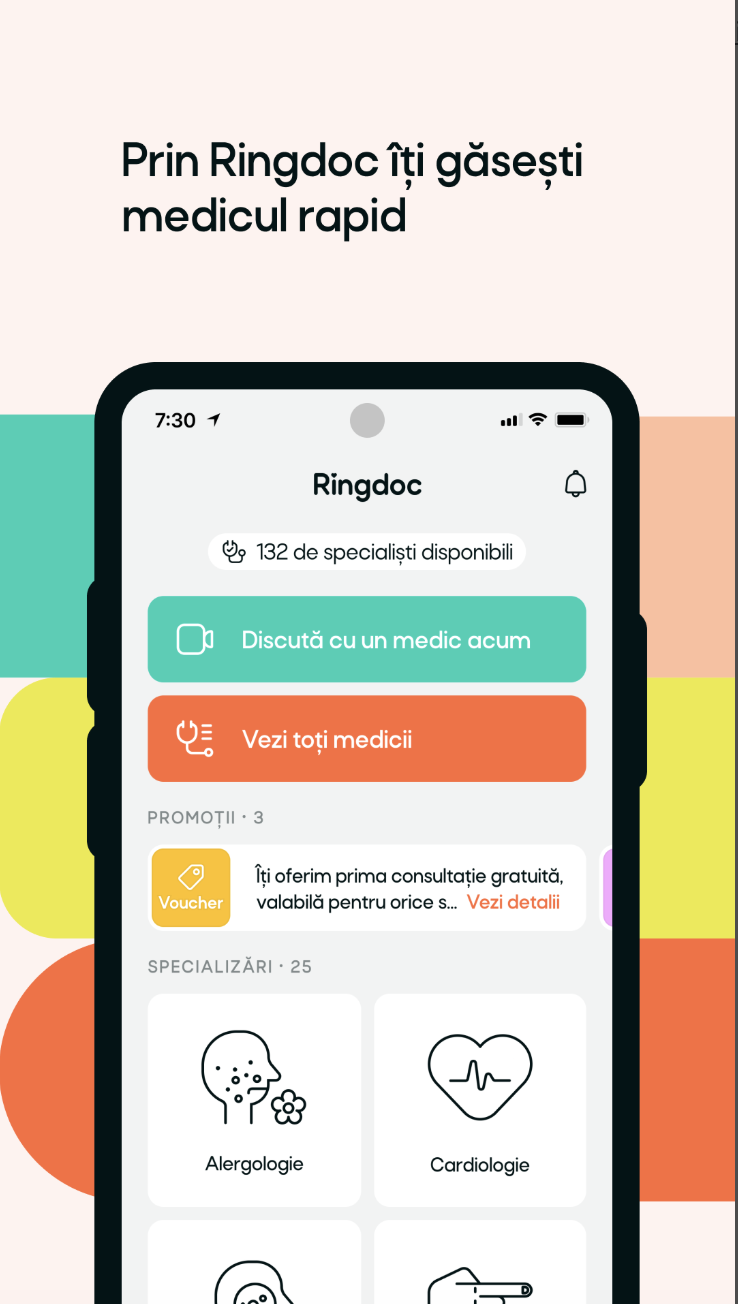 Prin Ringdoc îți găsești
medicul rapid
7:30
Ringdoc
132 de specialiști disponibili
Discută cu un medic acum
Vezi toți medicii
PROMOȚII · 3
Voucher
Îți oferim prima consultație gratuită,
valabilă pentru orice s... Vezi detalii
SPECIALIZĂRI · 25
Alergologie
Cardiologie